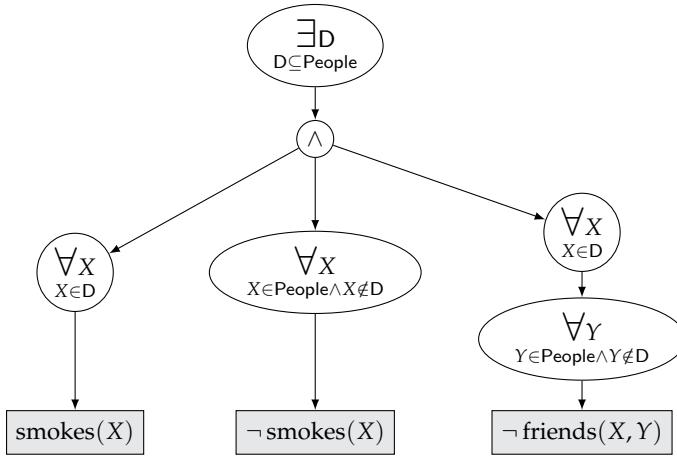 ∃D
D⊆People
∧
∀X
X∈D
∀X
X∈People∧X∉D
∀X
X∈D
∀Y
Y∈People∧Y∉D
smokes(X)
¬ smokes(X)
¬ friends(X, Y)